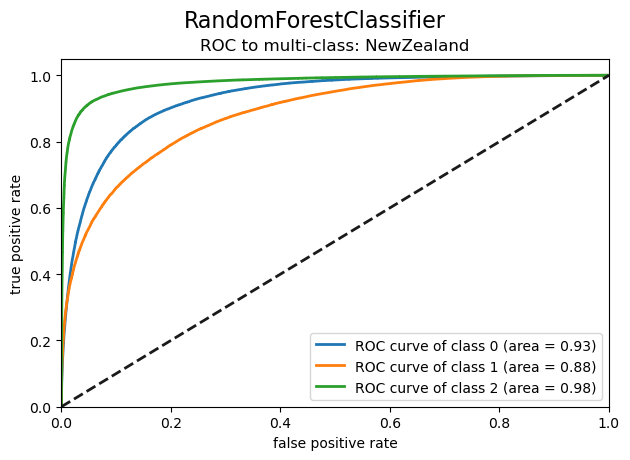 RandomForestClassifier
ROC to multi-class: NewZealand
1.0
0.8
0.6
0.4
0.2
0.0
true positive rate
ROC curve of class 0 (area = 0.93)
ROC curve of class 1 (area = 0.88)
ROC curve of class 2 (area = 0.98)
0.0 0.2 0.4 0.6 0.8 1.0
false positive rate